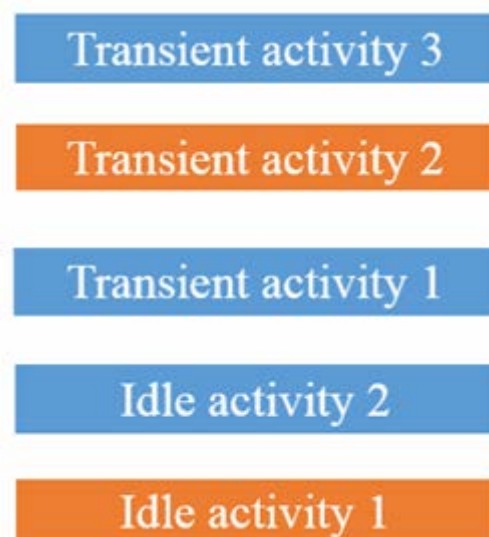 Transient activity 3
Transient activity 2
Transient activity 1
Idle activity 2
Idle activity 1